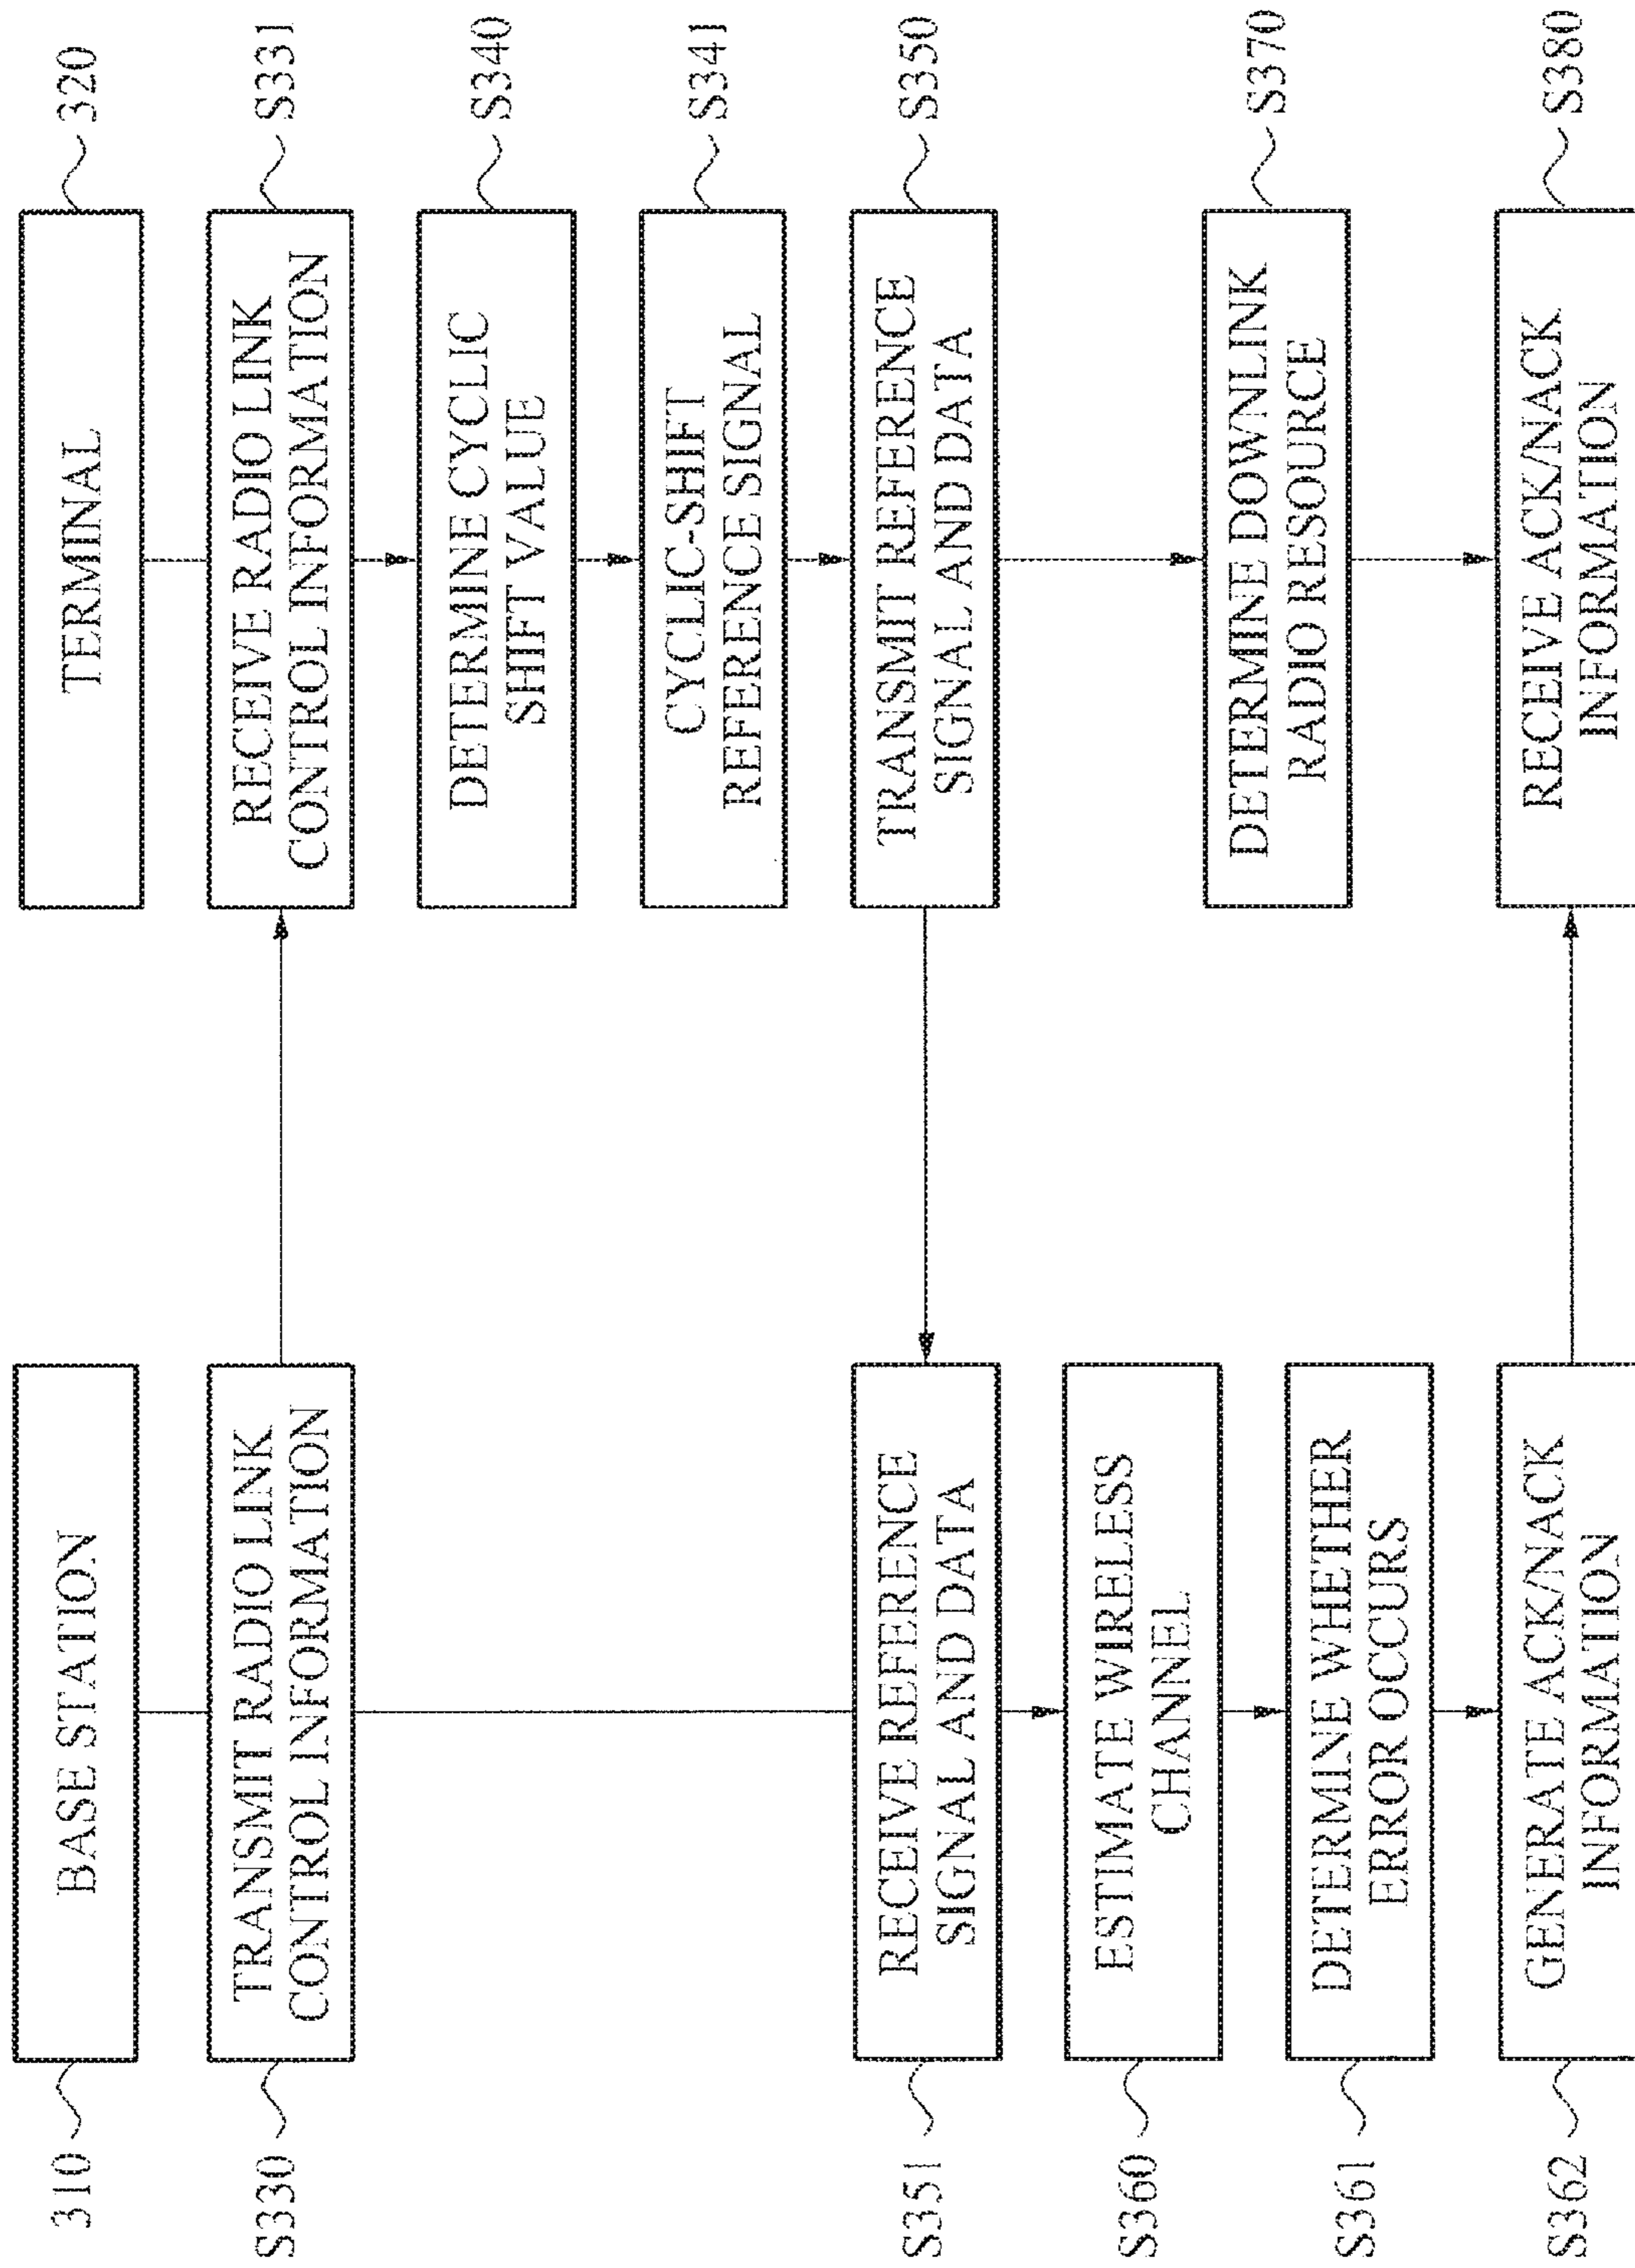 310
BASE STATION
TERMINAL
320
S330
TRANSMIT RADIO LINK
CONTROL INFORMATION
RECEIVE RADIO LINK
CONTROL INFORMATION
S331
DETERMINE CYCLIC
SHIFT VALUE
S340
CYCLIC-SHIFT
REFERENCE SIGNAL
S341
S351
RECEIVE REFERENCE
SIGNAL AND DATA
TRANSMIT REFERENCE
SIGNAL AND DATA
S350
S360
ESTIMATE WIRELESS
CHANNEL
S361
DETERMINE WHETHER
ERROR OCCURS
DETERMINE DOWNLINK
RADIO RESOURCE
S370
S362
GENERATE ACK/NACK
INFORMATION
RECEIVE ACK/NACK
INFORMATION
S380